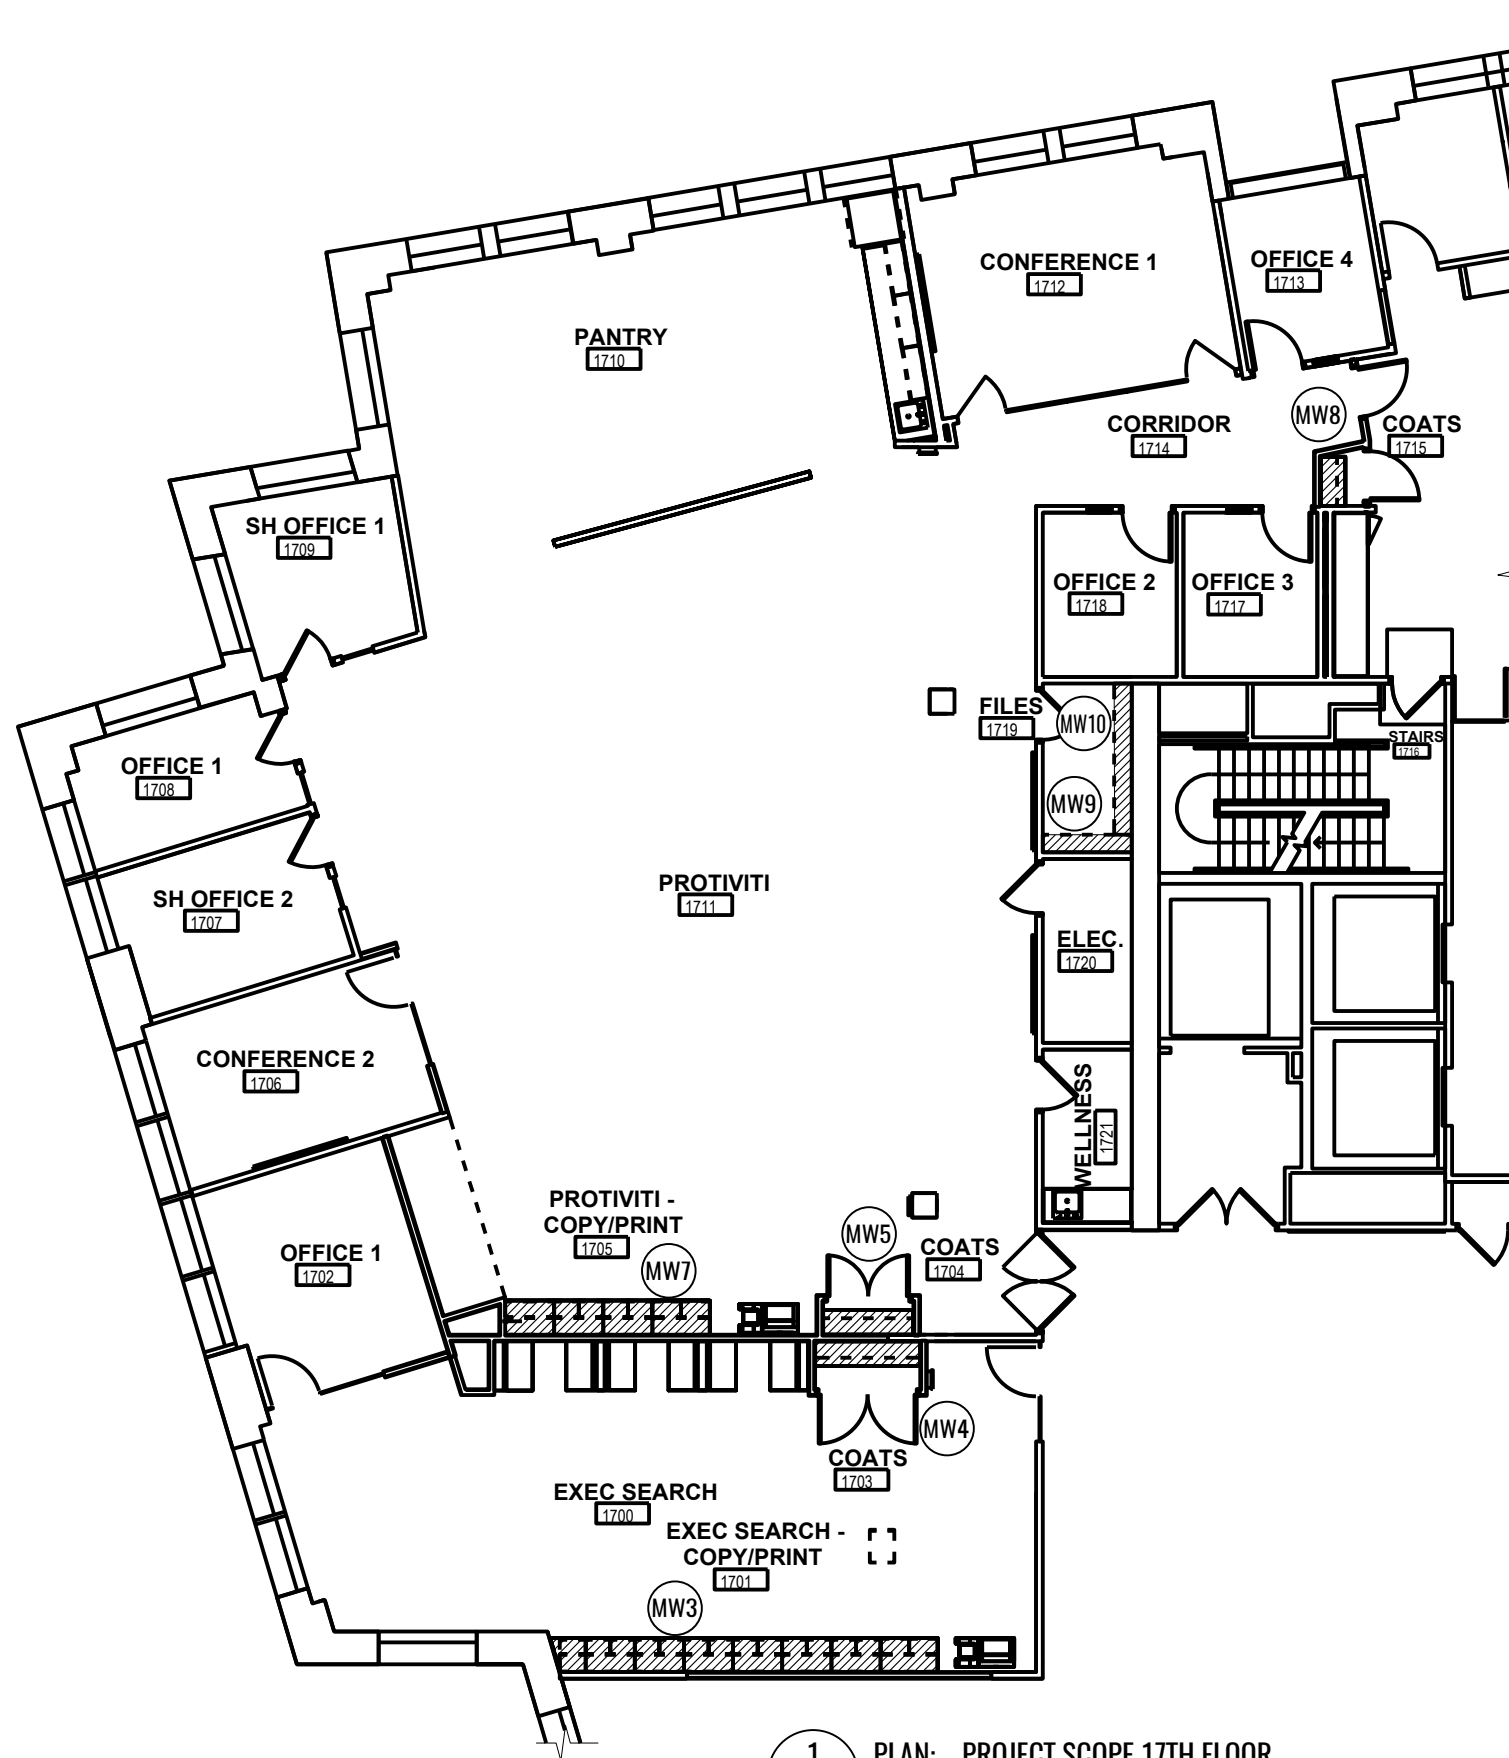 CONFERENCE 1
1712
OFFICE 4
1713
PANTRY
1710
MW8
CORRIDOR
1714
COATS
1715
SH OFFICE 1
1709
OFFICE 2
1718
OFFICE 3
1717
FILES
1719
MW10
STAIRS
1716
OFFICE 1
1708
MW9
PROTIVITI
1711
SH OFFICE 2
1707
ELEC.
1720
CONFERENCE 2
1706
WELLNESS
1721
PROTIVITI -
COPY/PRINT
1705
MW7
MW5
COATS
1704
OFFICE 1
1702
MW4
COATS
1703
EXEC SEARCH
1700
EXEC SEARCH -
COPY/PRINT
1701
MW3
1 PLAN: PROJECT SCOPE 17TH FLOOR